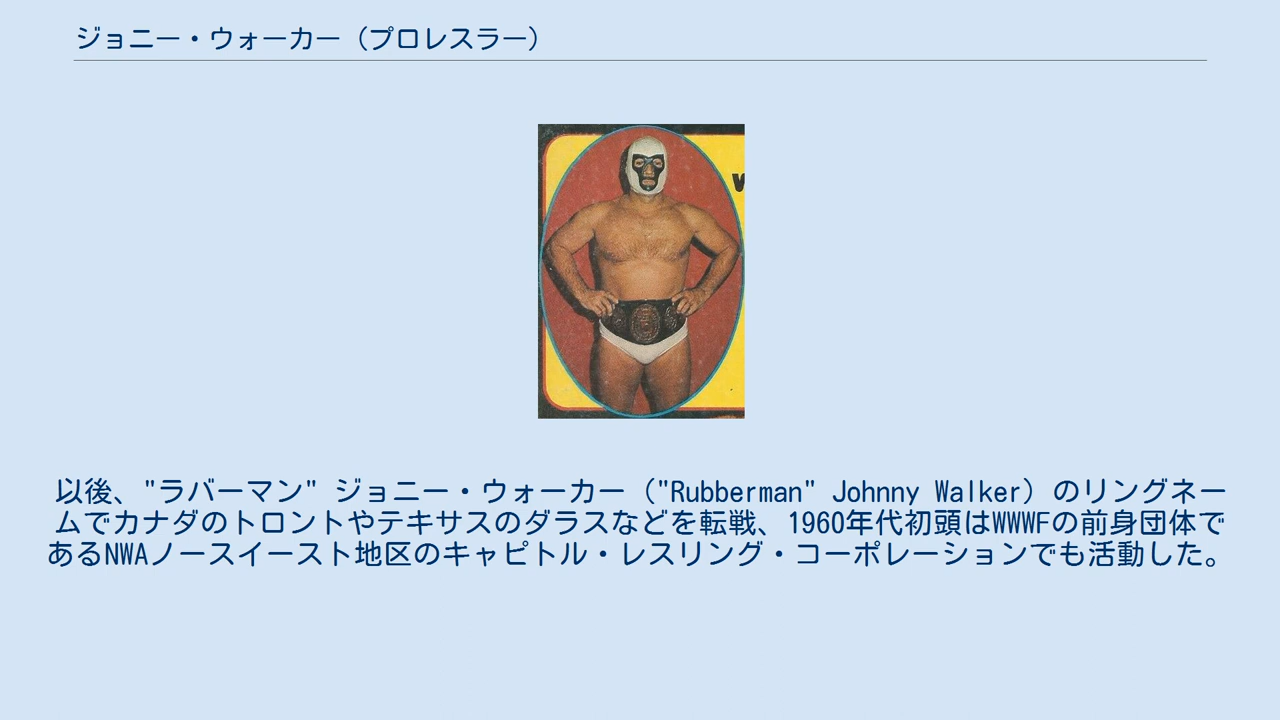 ジョニー・ウォーカー（プロレスラー）
以後、"ラバーマン" ジョニー・ウォーカー（"Rubberman" Johnny Walker）のリングネー
ムでカナダのトロントやテキサスのダラスなどを転戦、1960年代初頭はWWWFの前身団体で
あるNWAノースイースト地区のキャピトル・レスリング・コーポレーションでも活動した。